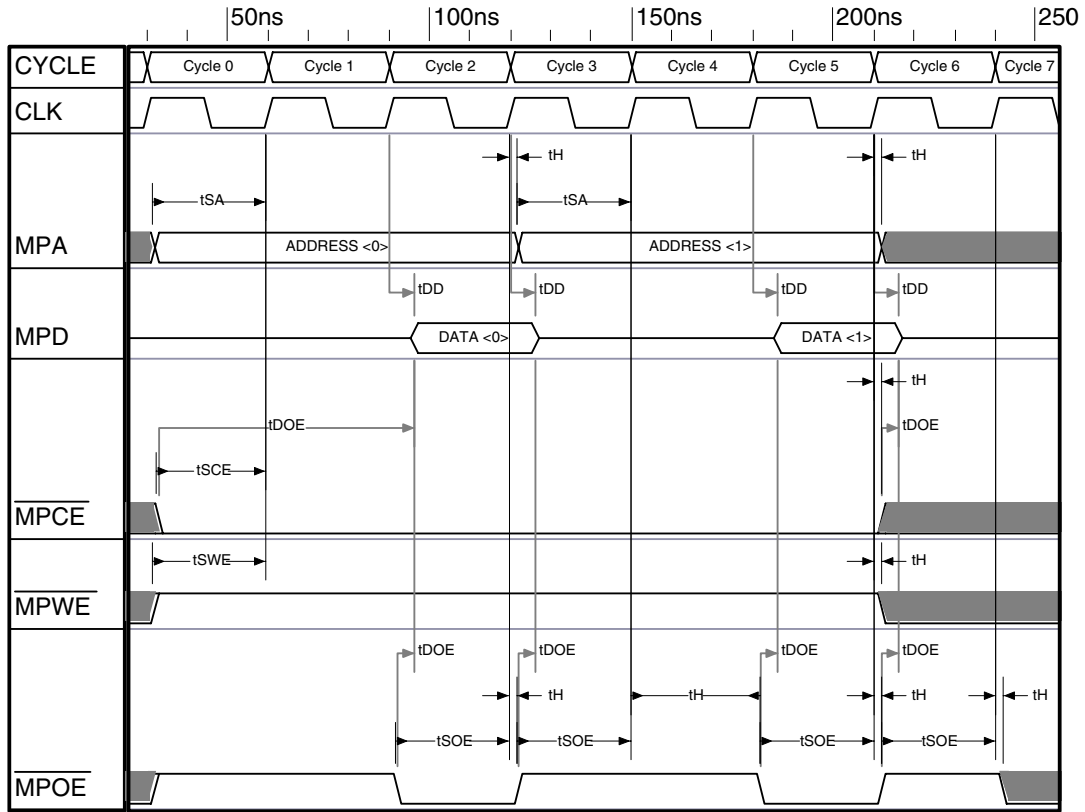 50ns 100ns 150ns 200ns 250
CYCLE Cycle 0 Cycle 1 Cycle 2 Cycle 3 Cycle 4 Cycle 5 Cycle 6 Cycle 7
CLK
tH tH
tSA tSA
MPA ADDRESS <0> ADDRESS <1>
tDD tDD tDD tDD
MPD DATA <0> DATA <1>
tH
tDOE tDOE
tSCE
MPCE
tSWE tH
MPWE
tDOE tDOE tDOE tDOE
tH tH tH tH
tSOE tSOE tSOE tSOE
MPOE